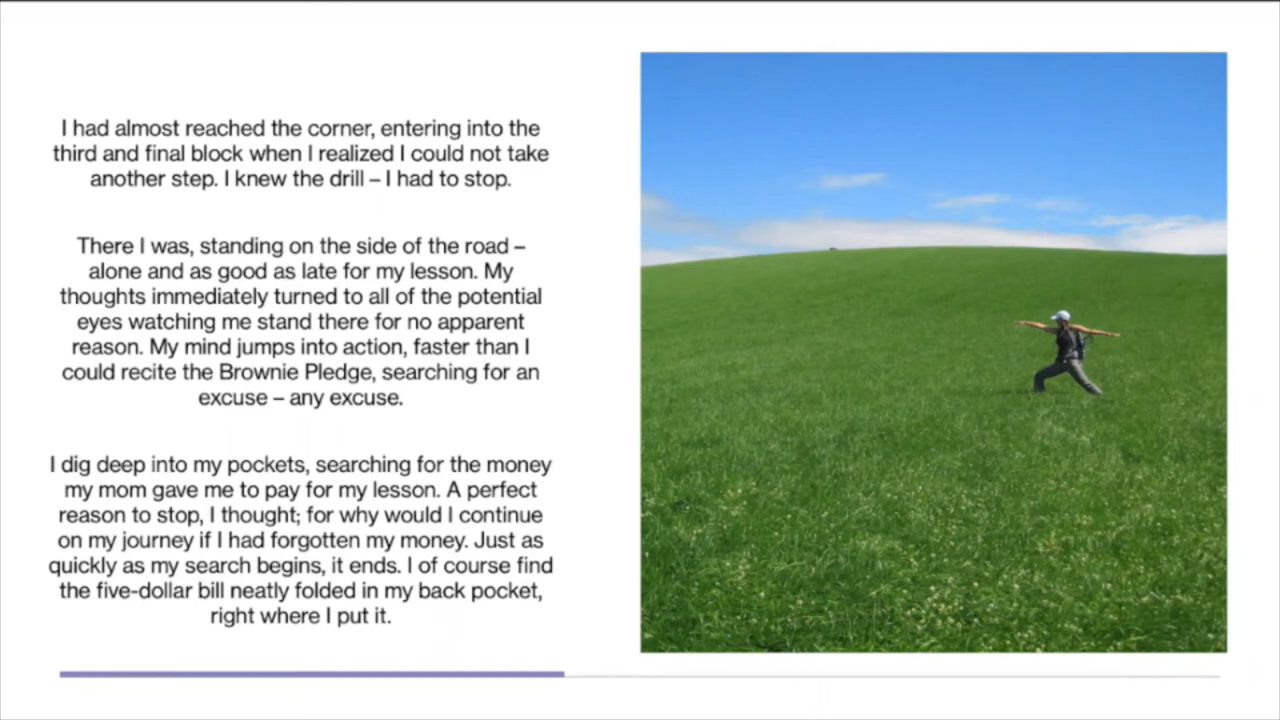 I had almost reached the corner, entering into the
third and final block when I realized I could not take
another step. I knew the drill – I had to stop.
There I was, standing on the side of the road –
alone and as good as late for my lesson. My
thoughts immediately turned to all of the potential
eyes watching me stand there for no apparent
reason. My mind jumps into action, faster than I
could recite the Brownie Pledge, searching for an
excuse – any excuse.
I dig deep into my pockets, searching for the money
my mom gave me to pay for my lesson. A perfect
reason to stop, I thought; for why would I continue
on my journey if I had forgotten my money. Just as
quickly as my search begins, it ends. I of course find
the five-dollar bill neatly folded in my back pocket,
right where I put it.